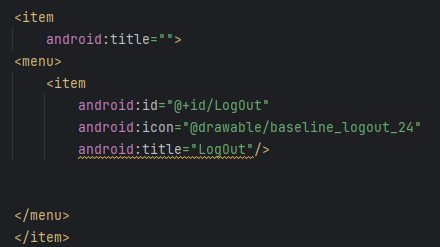 <item
android:title="">
<menu>
<item
android:id="@+id/LogOut"
android:icon="@drawable/baseline_logout_24"
android:title="LogOut"/>
</menu>
</item>